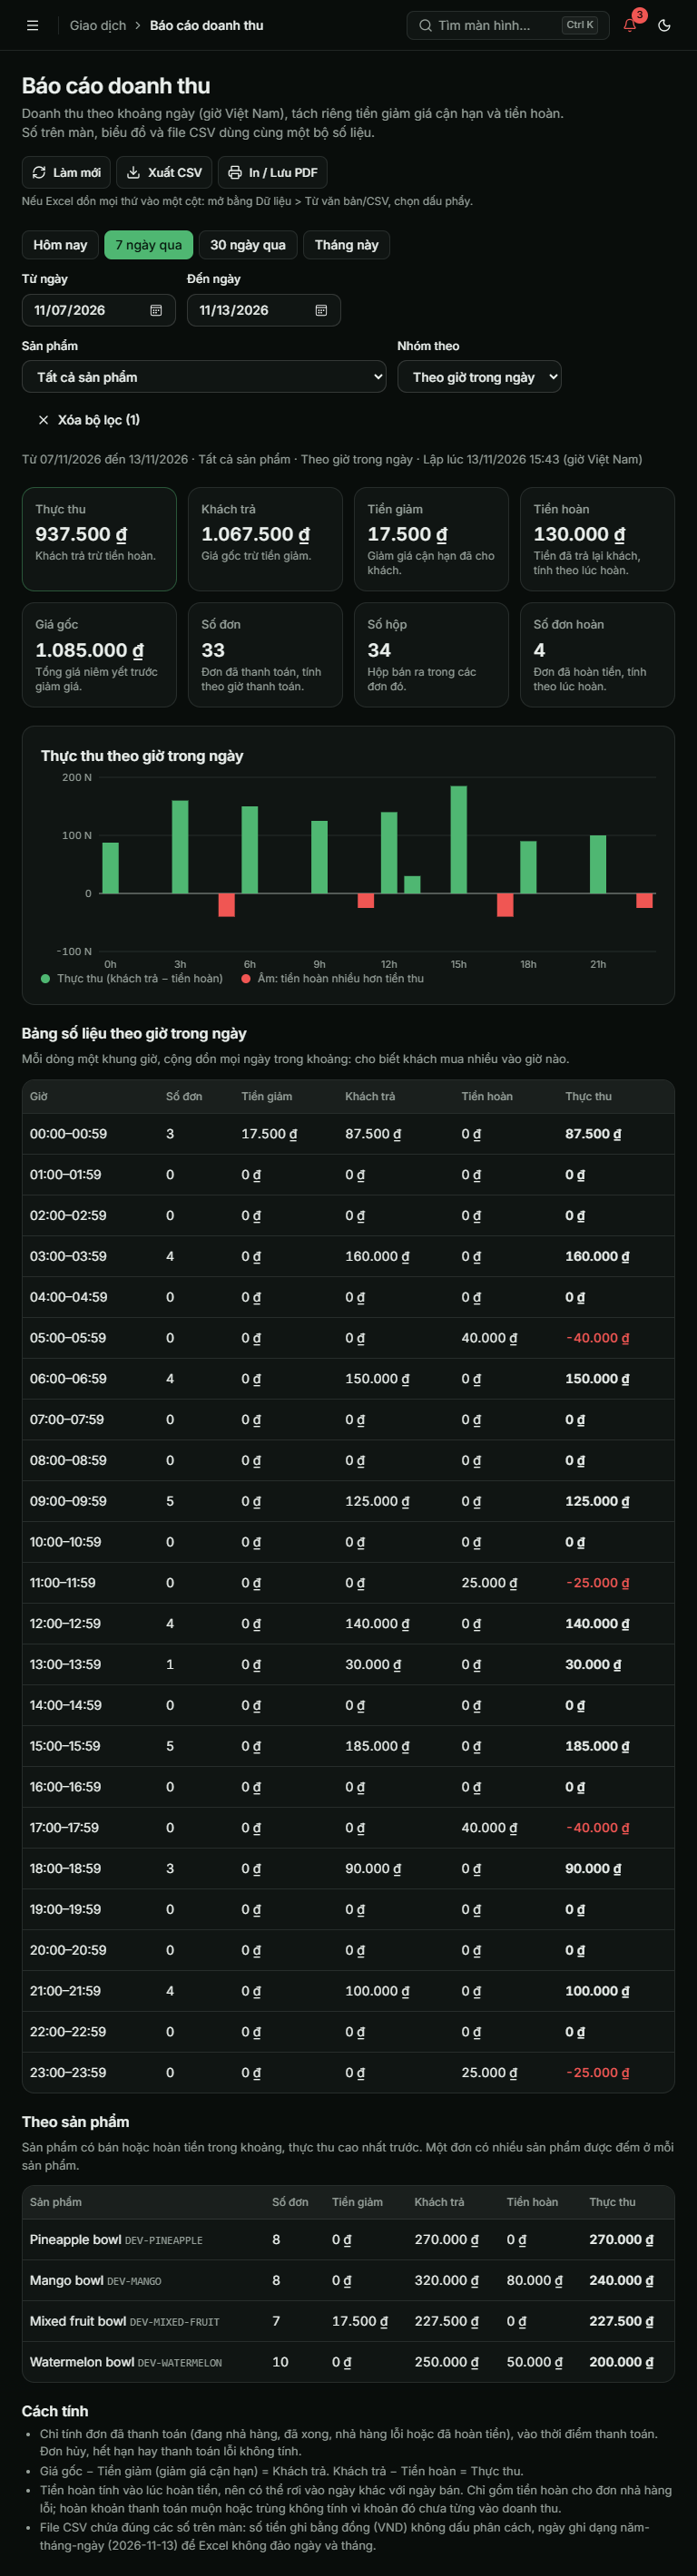 Giao dịch > Báo cáo doanh thu
Tìm màn hình... Ctrl K 3
Báo cáo doanh thu
Doanh thu theo khoảng ngày (giờ Việt Nam), tách riêng tiền giảm giá cận hạn và tiền hoàn.
Số trên màn, biểu đồ và file CSV dùng cùng một bộ số liệu.
Làm mới Xuất CSV In / Lưu PDF
Nếu Excel dồn mọi thứ vào một cột: mở bằng Dữ liệu > Từ văn bản/CSV, chọn dấu phẩy.
Hôm nay 7 ngày qua 30 ngày qua Tháng này
Từ ngày Đến ngày
11/07/2026 11/13/2026
Sản phẩm Nhóm theo
Tất cả sản phẩm Theo giờ trong ngày
Xóa bộ lọc (1)
Từ 07/11/2026 đến 13/11/2026 · Tất cả sản phẩm · Theo giờ trong ngày · Lập lúc 13/11/2026 15:43 (giờ Việt Nam)
Thực thu
937.500 ₫
Khách trả trừ tiền hoàn.
Khách trả
1.067.500 ₫
Giá gốc trừ tiền giảm.
Tiền giảm
17.500 ₫
Giảm giá cận hạn đã cho
khách.
Tiền hoàn
130.000 ₫
Tiền đã trả lại khách,
tính theo lúc hoàn.
Giá gốc
1.085.000 ₫
Tổng giá niêm yết trước
giảm giá.
Số đơn
33
Đơn đã thanh toán, tính
theo giờ thanh toán.
Số hộp
34
Hộp bán ra trong các
đơn đó.
Số đơn hoàn
4
Đơn đã hoàn tiền, tính
theo lúc hoàn.
Thực thu theo giờ trong ngày
200 N
100 N
0
-100 N
0h 3h 6h 9h 12h 15h 18h 21h
Thực thu (khách trả − tiền hoàn) Âm: tiền hoàn nhiều hơn tiền thu
Bảng số liệu theo giờ trong ngày
Mỗi dòng một khung giờ, cộng dồn mọi ngày trong khoảng: cho biết khách mua nhiều vào giờ nào.
Giờ Số đơn Tiền giảm Khách trả Tiền hoàn Thực thu
00:00–00:59 3 17.500 ₫ 87.500 ₫ 0 ₫ 87.500 ₫
01:00–01:59 0 0 ₫ 0 ₫ 0 ₫ 0 ₫
02:00–02:59 0 0 ₫ 0 ₫ 0 ₫ 0 ₫
03:00–03:59 4 0 ₫ 160.000 ₫ 0 ₫ 160.000 ₫
04:00–04:59 0 0 ₫ 0 ₫ 0 ₫ 0 ₫
05:00–05:59 0 0 ₫ 0 ₫ 40.000 ₫ -40.000 ₫
06:00–06:59 4 0 ₫ 150.000 ₫ 0 ₫ 150.000 ₫
07:00–07:59 0 0 ₫ 0 ₫ 0 ₫ 0 ₫
08:00–08:59 0 0 ₫ 0 ₫ 0 ₫ 0 ₫
09:00–09:59 5 0 ₫ 125.000 ₫ 0 ₫ 125.000 ₫
10:00–10:59 0 0 ₫ 0 ₫ 0 ₫ 0 ₫
11:00–11:59 0 0 ₫ 0 ₫ 25.000 ₫ -25.000 ₫
12:00–12:59 4 0 ₫ 140.000 ₫ 0 ₫ 140.000 ₫
13:00–13:59 1 0 ₫ 30.000 ₫ 0 ₫ 30.000 ₫
14:00–14:59 0 0 ₫ 0 ₫ 0 ₫ 0 ₫
15:00–15:59 5 0 ₫ 185.000 ₫ 0 ₫ 185.000 ₫
16:00–16:59 0 0 ₫ 0 ₫ 0 ₫ 0 ₫
17:00–17:59 0 0 ₫ 0 ₫ 40.000 ₫ -40.000 ₫
18:00–18:59 3 0 ₫ 90.000 ₫ 0 ₫ 90.000 ₫
19:00–19:59 0 0 ₫ 0 ₫ 0 ₫ 0 ₫
20:00–20:59 0 0 ₫ 0 ₫ 0 ₫ 0 ₫
21:00–21:59 4 0 ₫ 100.000 ₫ 0 ₫ 100.000 ₫
22:00–22:59 0 0 ₫ 0 ₫ 0 ₫ 0 ₫
23:00–23:59 0 0 ₫ 0 ₫ 25.000 ₫ -25.000 ₫
Theo sản phẩm
Sản phẩm có bán hoặc hoàn tiền trong khoảng, thực thu cao nhất trước. Một đơn có nhiều sản phẩm được đếm ở mỗi
sản phẩm.
Sản phẩm Số đơn Tiền giảm Khách trả Tiền hoàn Thực thu
Pineapple bowl DEV-PINEAPPLE 8 0 ₫ 270.000 ₫ 0 ₫ 270.000 ₫
Mango bowl DEV-MANGO 8 0 ₫ 320.000 ₫ 80.000 ₫ 240.000 ₫
Mixed fruit bowl DEV-MIXED-FRUIT 7 17.500 ₫ 227.500 ₫ 0 ₫ 227.500 ₫
Watermelon bowl DEV-WATERMELON 10 0 ₫ 250.000 ₫ 50.000 ₫ 200.000 ₫
Cách tính
• Chỉ tính đơn đã thanh toán (đang nhả hàng, đã xong, nhả hàng lỗi hoặc đã hoàn tiền), vào thời điểm thanh toán.
Đơn hủy, hết hạn hay thanh toán lỗi không tính.
• Giá gốc − Tiền giảm (giảm giá cận hạn) = Khách trả. Khách trả − Tiền hoàn = Thực thu.
• Tiền hoàn tính vào lúc hoàn tiền, nên có thể rơi vào ngày khác với ngày bán. Chỉ gồm tiền hoàn cho đơn nhả hàng
lỗi; hoàn khoản thanh toán muộn hoặc trùng không tính vì khoản đó chưa từng vào doanh thu.
• File CSV chứa đúng các số trên màn: số tiền ghi bằng đồng (VND) không dấu phân cách, ngày ghi dạng năm-
tháng-ngày (2026-11-13) để Excel không đảo ngày và tháng.